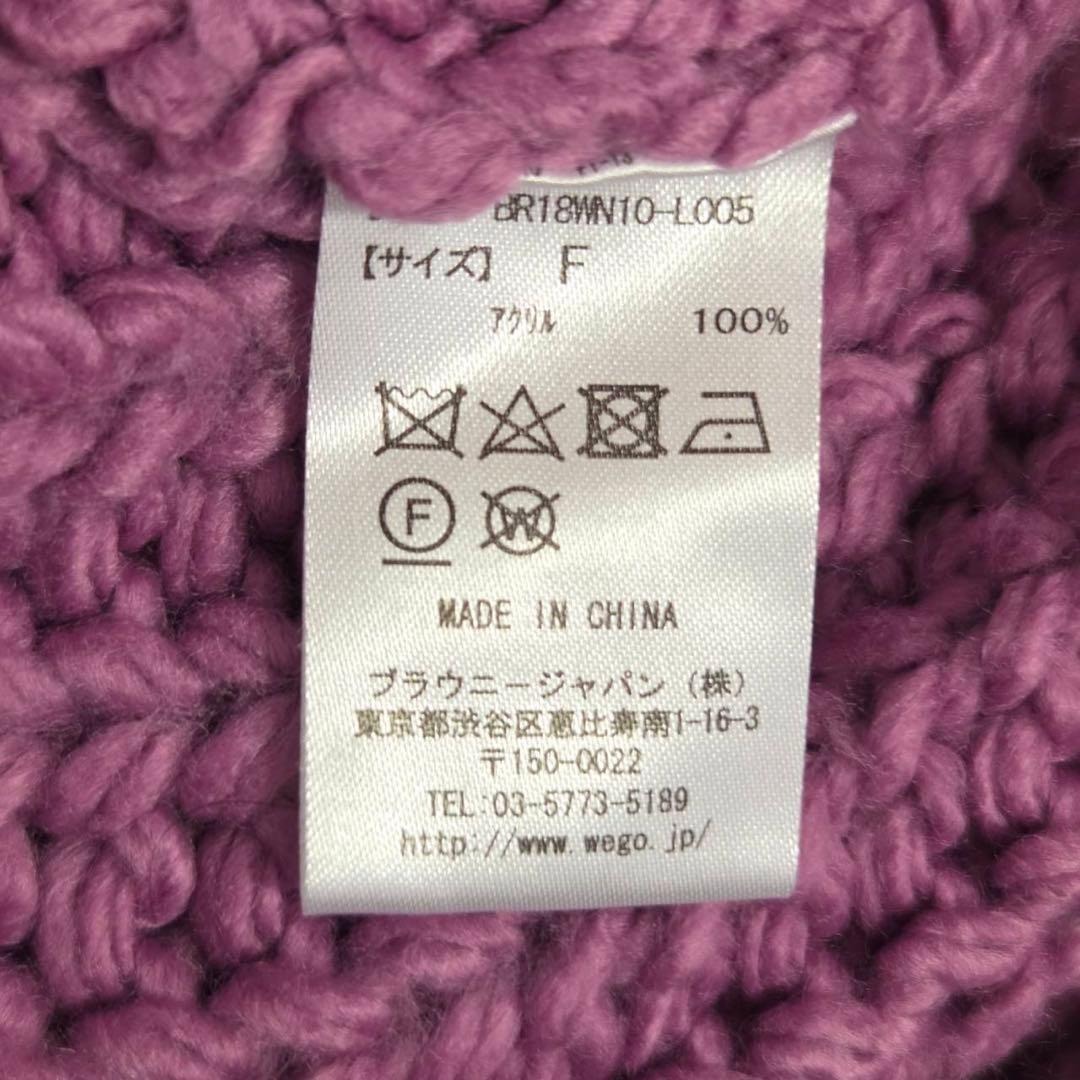 BR18WN10-L005
【サイズ】 F
アクリル 100%
F
W
MADE IN CHINA
ブラウニージャパン(株)
東京都渋谷区恵比寿南1-16-3
〒150-0022
TEL:03-5773-5189
http://www.wego.jp/